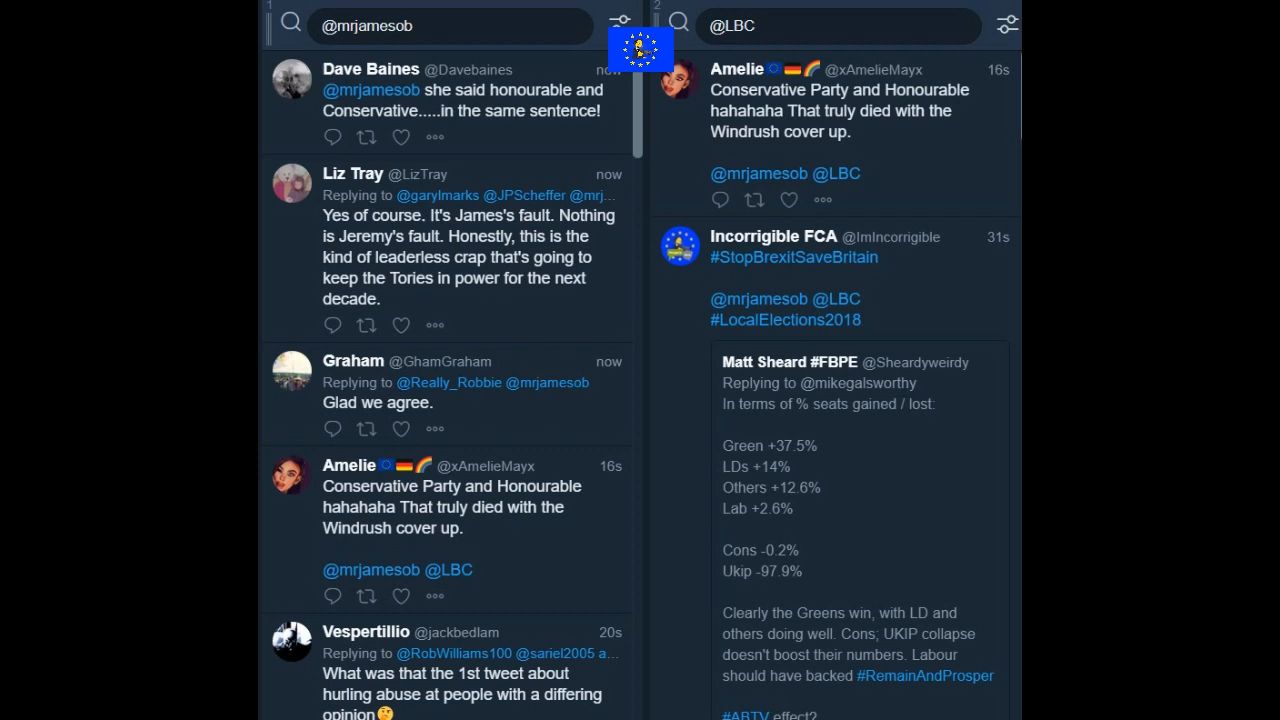 1
@mrjamesob
Dave Baines @Davebaines now
@mrjamesob she said honourable and
Conservative.....in the same sentence!
Liz Tray @LizTray now
Replying to @garylmarks @JPScheffer @mrj...
Yes of course. It's James's fault. Nothing
is Jeremy's fault. Honestly, this is the
kind of leaderless crap that's going to
keep the Tories in power for the next
decade.
Graham @GhamGraham now
Replying to @Really_Robbie @mrjamesob
Glad we agree.
Amelie🇪🇺🇩🇪🌈 @xAmelieMayx 16s
Conservative Party and Honourable
hahahaha That truly died with the
Windrush cover up.
@mrjamesob @LBC
Vespertillio @jackbedlam 20s
Replying to @RobWilliams100 @sariel2005 a...
What was that the 1st tweet about
hurling abuse at people with a differing
opinion🤔
2
@LBC
Amelie🇪🇺🇩🇪🌈 @xAmelieMayx 16s
Conservative Party and Honourable
hahahaha That truly died with the
Windrush cover up.
@mrjamesob @LBC
Incorrigible FCA @ImIncorrigible 31s
#StopBrexitSaveBritain
@mrjamesob @LBC
#LocalElections2018
Matt Sheard #FBPE @Sheardyweirdy
Replying to @mikegalsworthy
In terms of % seats gained / lost:
Green +37.5%
LDs +14%
Others +12.6%
Lab +2.6%
Cons -0.2%
Ukip -97.9%
Clearly the Greens win, with LD and
others doing well. Cons; UKIP collapse
doesn't boost their numbers. Labour
should have backed #RemainAndProsper
#ABTV effect?